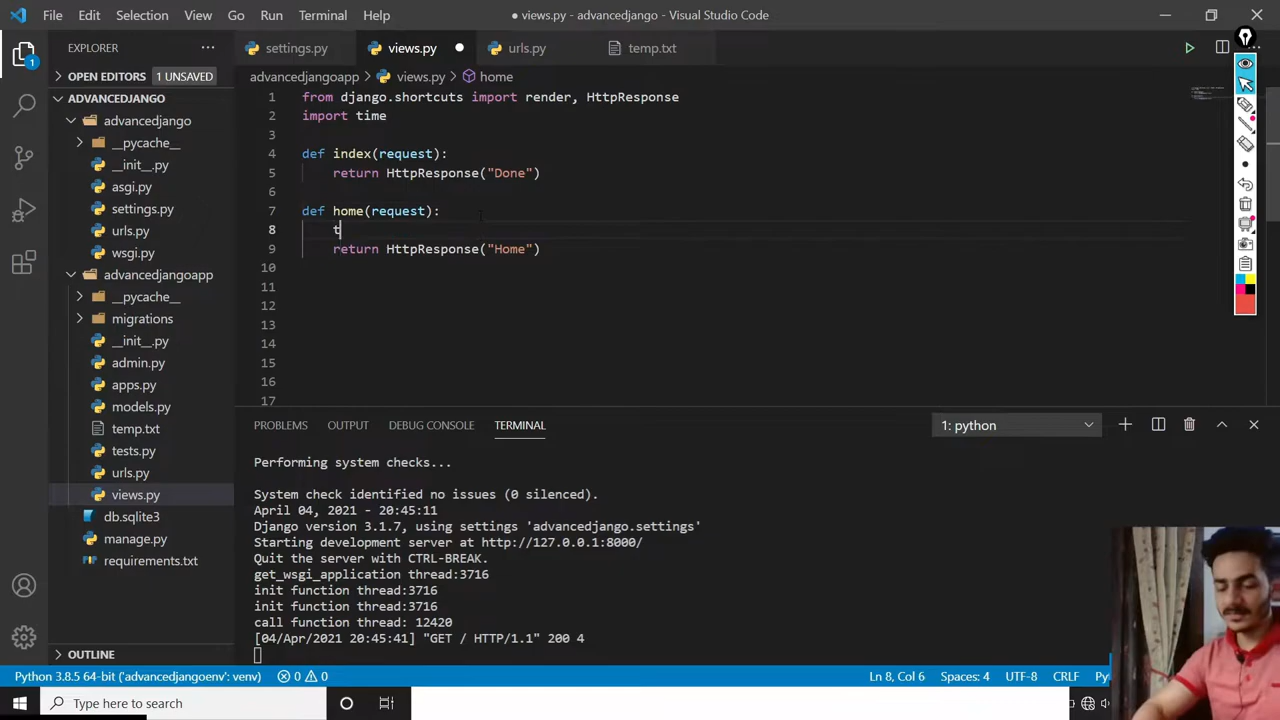 File Edit Selection View Go Run Terminal Help
● views.py - advancedjango - Visual Studio Code
EXPLORER
settings.py
views.py
urls.py
temp.txt
OPEN EDITORS 1 UNSAVED
ADVANCEDJANGO
advancedjango
__pycache__
__init__.py
asgi.py
settings.py
urls.py
wsgi.py
advancedjangoapp
__pycache__
migrations
__init__.py
admin.py
apps.py
models.py
temp.txt
tests.py
urls.py
views.py
db.sqlite3
manage.py
requirements.txt
OUTLINE
advancedjangoapp > views.py > home
1 from django.shortcuts import render, HttpResponse
2 import time
3
4 def index(request):
5 return HttpResponse("Done")
6
7 def home(request):
8 t
9 return HttpResponse("Home")
10
11
12
13
14
15
16
17
PROBLEMS OUTPUT DEBUG CONSOLE TERMINAL
1: python
Performing system checks...
System check identified no issues (0 silenced).
April 04, 2021 - 20:45:11
Django version 3.1.7, using settings 'advancedjango.settings'
Starting development server at http://127.0.0.1:8000/
Quit the server with CTRL-BREAK.
get_wsgi_application thread:3716
init function thread:3716
init function thread:3716
call function thread: 12420
[04/Apr/2021 20:45:41] "GET / HTTP/1.1" 200 4
Python 3.8.5 64-bit ('advancedjangoenv': venv) 0 0
Ln 8, Col 6 Spaces: 4 UTF-8 CRLF Py
Type here to search
1